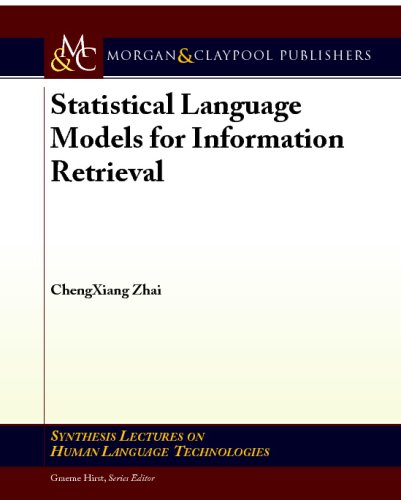 M
&C
MORGAN&CLAYPOOL PUBLISHERS
Statistical Language
Models for Information
Retrieval
ChengXiang Zhai
SYNTHESIS LECTURES ON
HUMAN LANGUAGE TECHNOLOGIES
Graeme Hirst, Series Editor